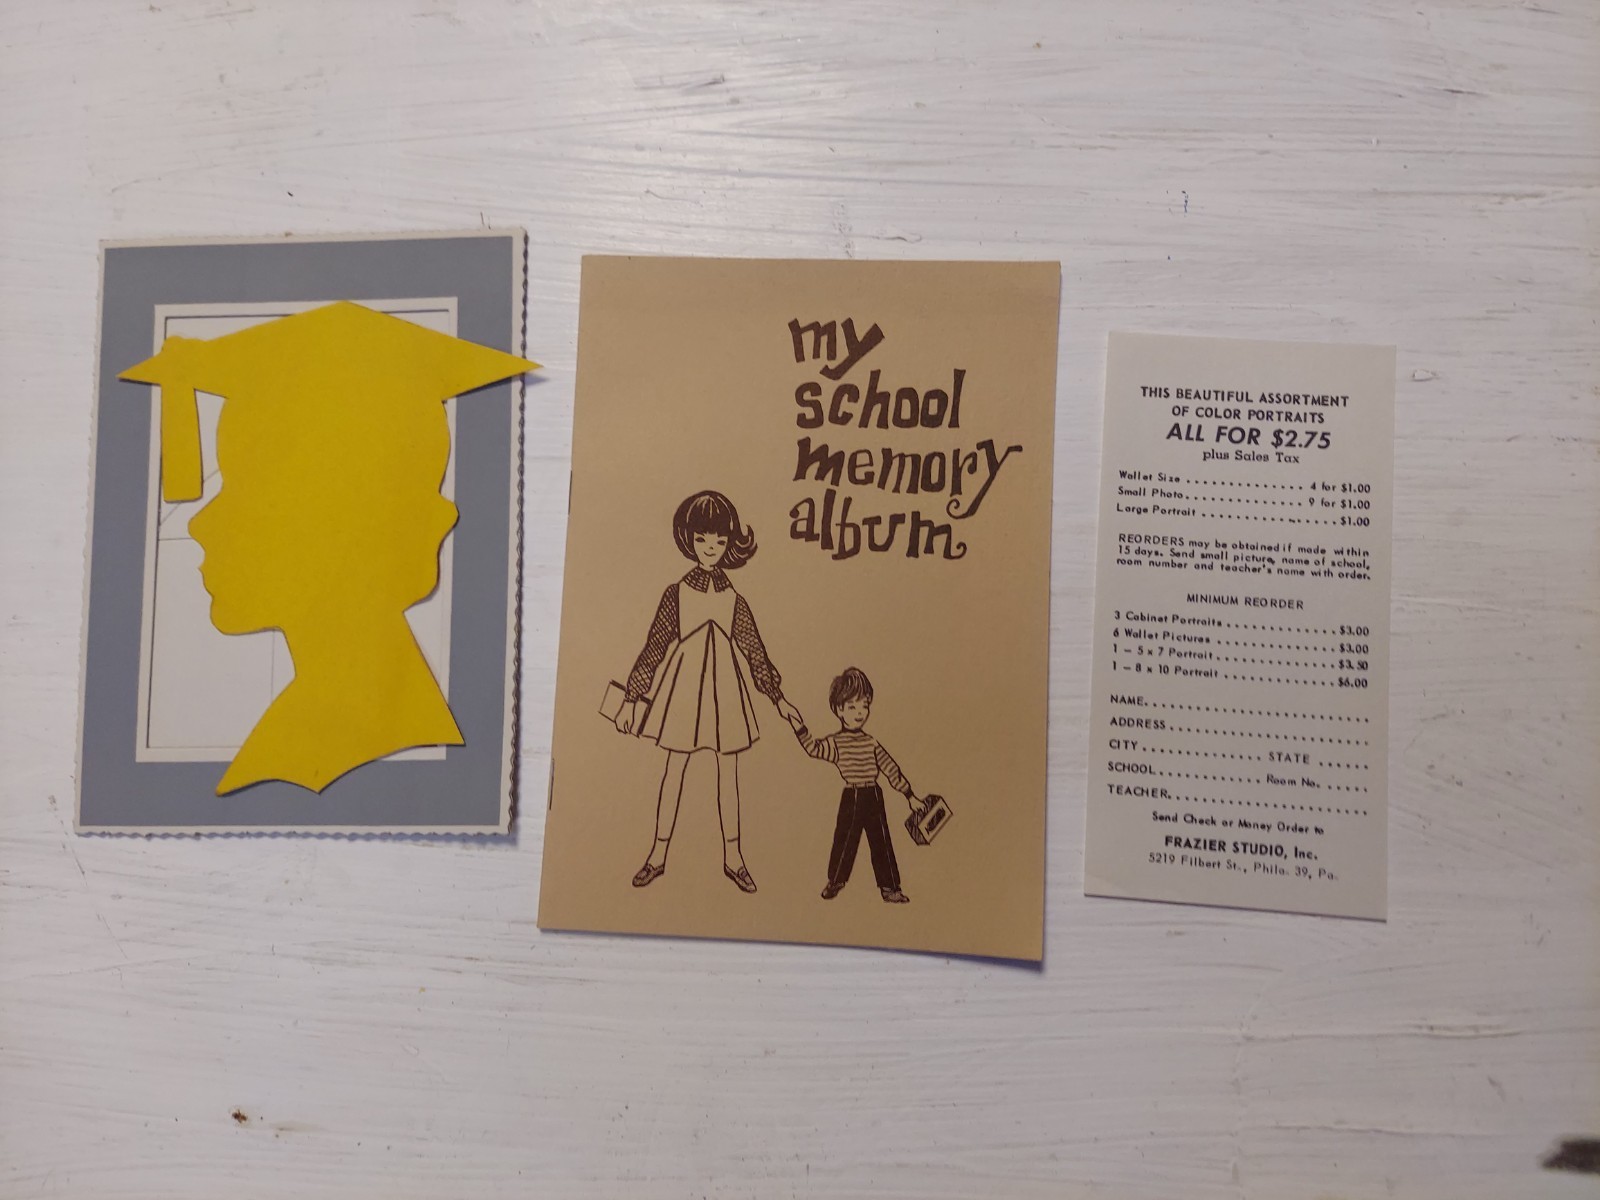 my
school
memory
album
THIS BEAUTIFUL ASSORTMENT
OF COLOR PORTRAITS
ALL FOR $2.75
plus Sales Tax
Wallet Size . . . . . . . . . . . . . 4 for $1.00
Small Photo. . . . . . . . . . . . . 9 for $1.00
Large Portrait . . . . . . . . . . . . . . . $1.00
REORDERS may be obtained if made within
15 days. Send small picture, name of school,
room number and teacher's name with order.
MINIMUM REORDER
3 Cabinet Portraits . . . . . . . . . . . . . $3.00
6 Wallet Pictures . . . . . . . . . . . . . . $3.00
1 – 5 x 7 Portrait . . . . . . . . . . . . . . $3.50
1 – 8 x 10 Portrait . . . . . . . . . . . . . $6.00
NAME. . . . . . . . . . . . . . . . . . . . . . . . .
ADDRESS . . . . . . . . . . . . . . . . . . . . . .
CITY . . . . . . . . . . . . . STATE . . . . . .
SCHOOL. . . . . . . . . . . . Room No. . . . . .
TEACHER. . . . . . . . . . . . . . . . . . . . . .
Send Check or Money Order to
FRAZIER STUDIO, Inc.
5219 Filbert St., Phila. 39, Pa.